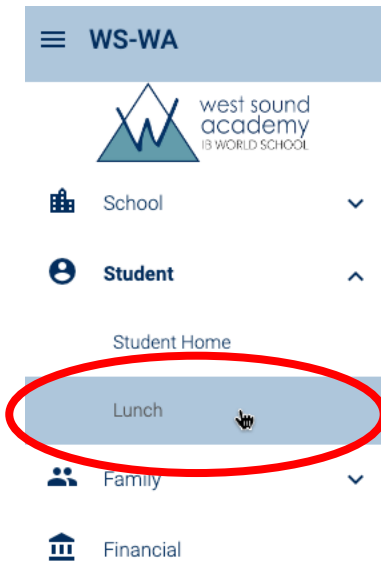 WS-WA
west sound
academy
IB WORLD SCHOOL
School
Student
Student Home
Lunch
Family
Financial